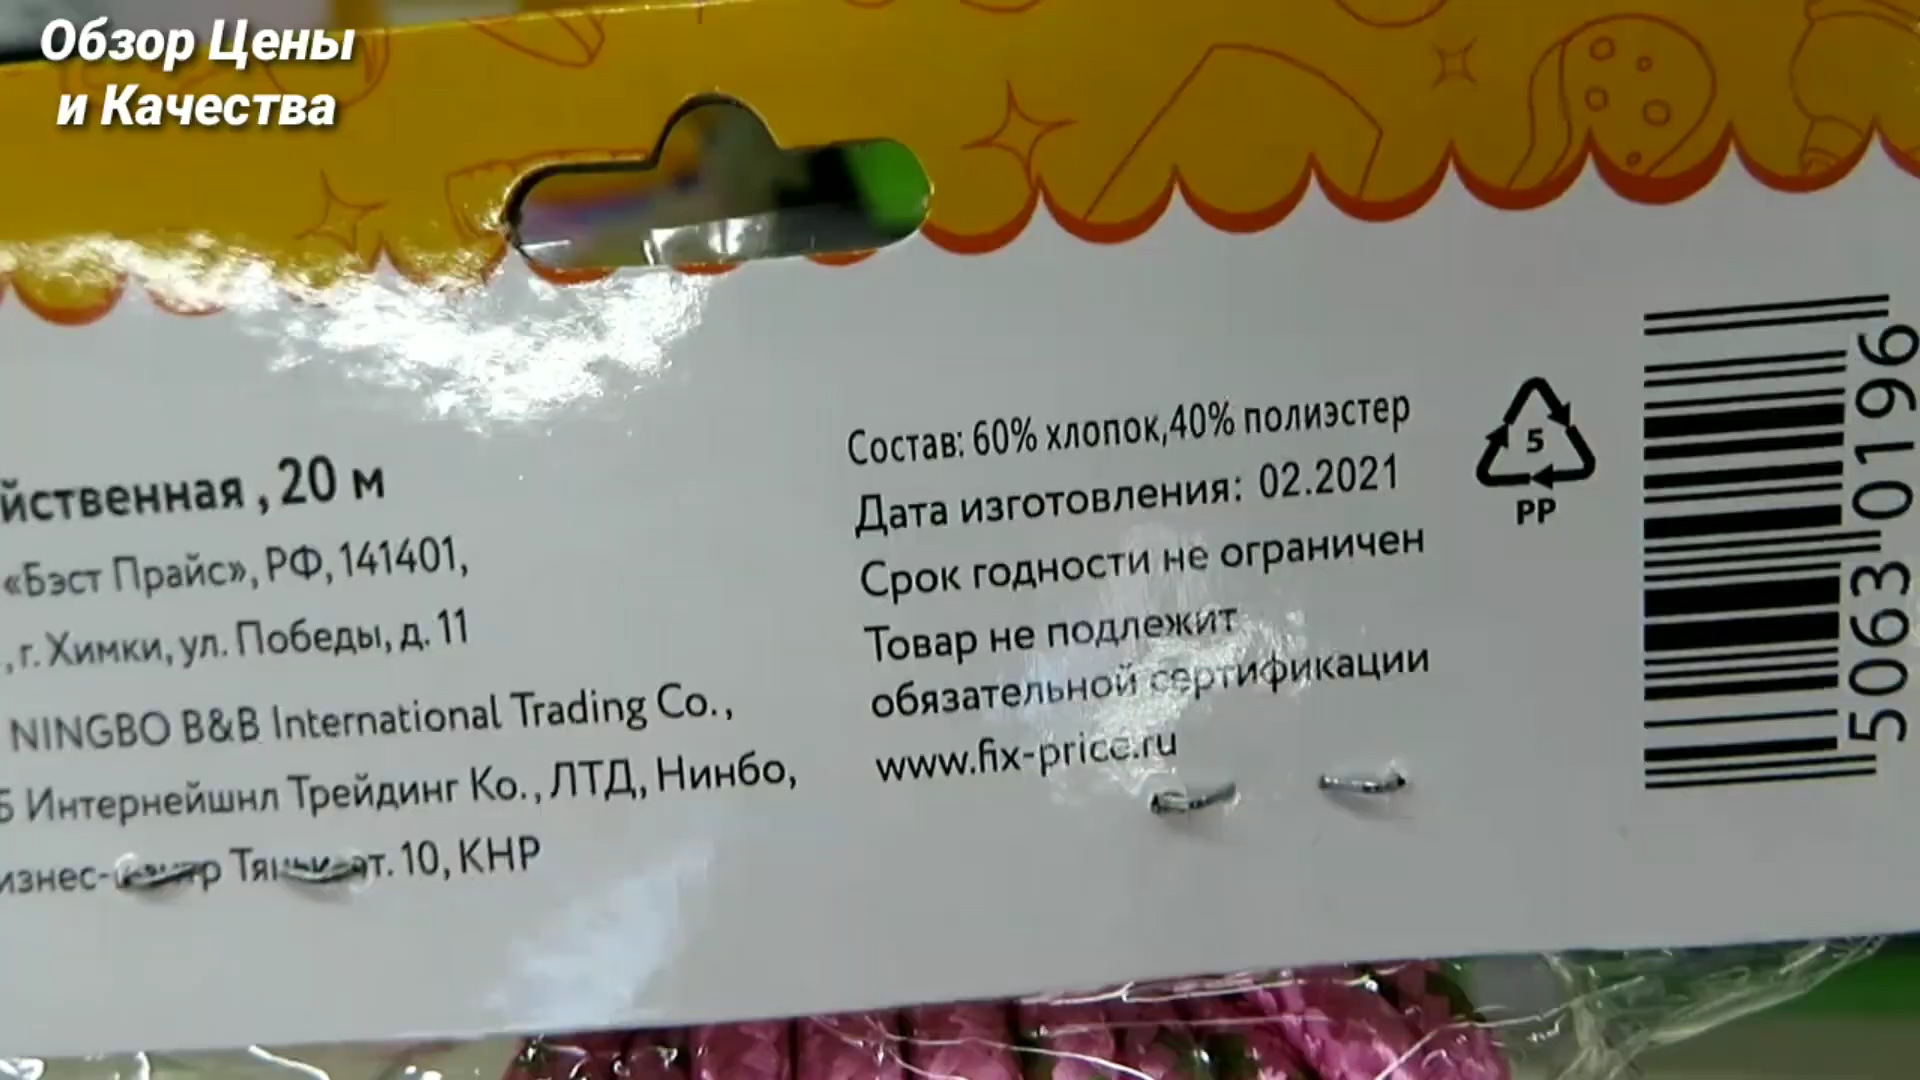 Обзор Цены
и Качества
йственная, 20 м
«Бэст Прайс», РФ, 141401,
, г. Химки, ул. Победы, д. 11
NINGBO B&B International Trading Co.,
Б Интернейшнл Трейдинг Ко., ЛТД, Нинбо,
изнес- 10, КНР
Состав: 60% хлопок,40% полиэстер
Дата изготовления: 02.2021
Срок годности не ограничен
Товар не подлежит
обязательной сертификации
www.fix-price.ru
5
PP
5063 0196